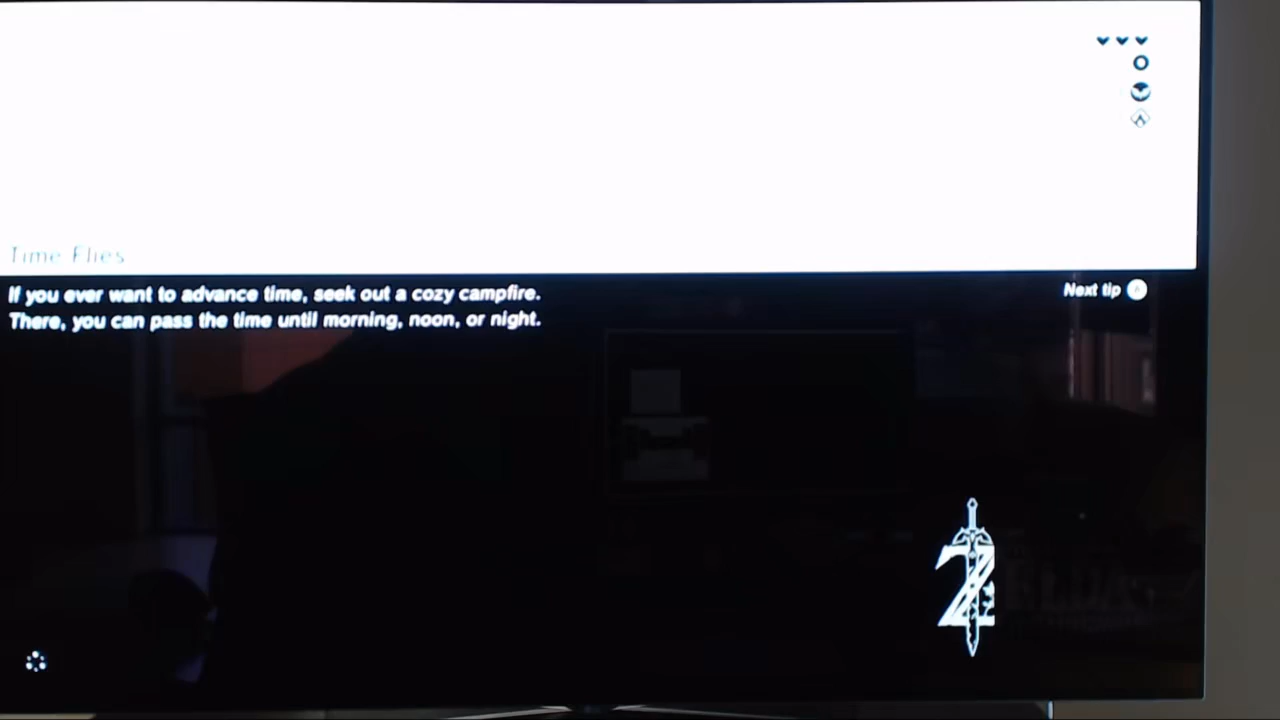 Time Flies
If you ever want to advance time, seek out a cozy campfire.
There, you can pass the time until morning, noon, or night.
Next tip A
Z
ELDA